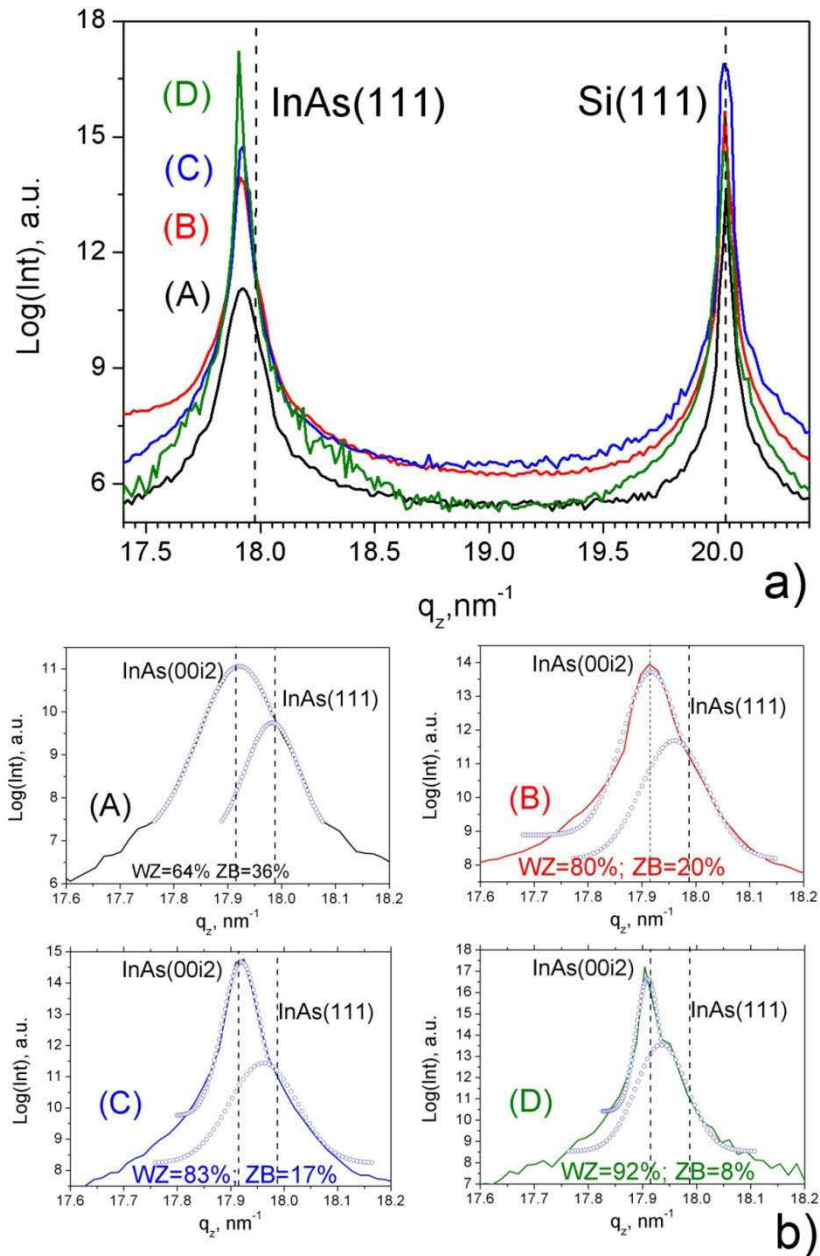 18
15
12
9
6
Log(Int), a.u.
(D)
(C)
(B)
(A)
InAs(111)
Si(111)
17.5 18.0 18.5 19.0 19.5 20.0
q_z,nm^-1
a)
11
10
9
8
7
6
Log(Int), a.u.
InAs(00i2)
InAs(111)
(A)
WZ=64% ZB=36%
17.6 17.7 17.8 17.9 18.0 18.1 18.2
q_z, nm^-1
14
13
12
11
10
9
8
Log(Int), a.u.
InAs(00i2)
InAs(111)
(B)
WZ=80%; ZB=20%
17.6 17.7 17.8 17.9 18.0 18.1 18.2
q_z, nm^-1
15
14
13
12
11
10
9
8
Log(Int), a.u.
InAs(00i2)
InAs(111)
(C)
WZ=83%; ZB=17%
17.6 17.7 17.8 17.9 18.0 18.1 18.2
q_z, nm^-1
18
17
16
15
14
13
12
11
10
9
8
7
Log(Int), a.u.
InAs(00i2)
InAs(111)
(D)
WZ=92%; ZB=8%
17.6 17.7 17.8 17.9 18.0 18.1 18.2
q_z, nm^-1
b)